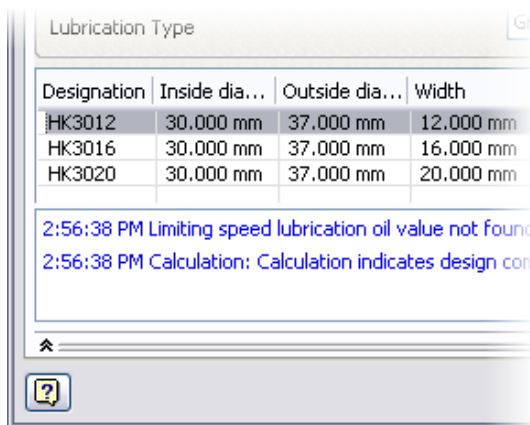 Lubrication Type
Designation Inside dia... Outside dia... Width
HK3012 30.000 mm 37.000 mm 12.000 mm
HK3016 30.000 mm 37.000 mm 16.000 mm
HK3020 30.000 mm 37.000 mm 20.000 mm
2:56:38 PM Limiting speed lubrication oil value not found
2:56:38 PM Calculation: Calculation indicates design
?